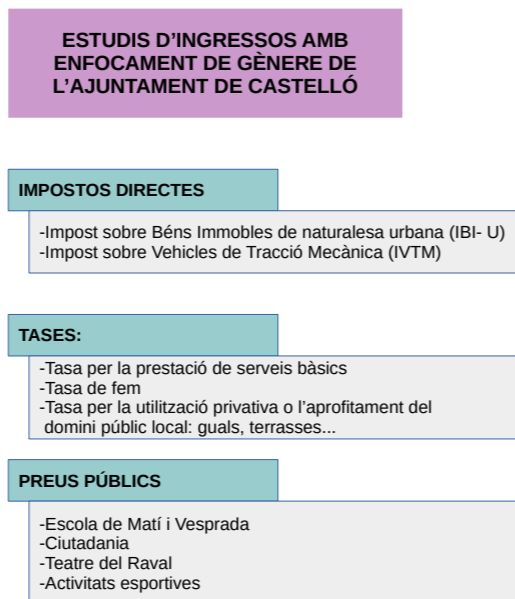 ESTUDIS D’INGRESSOS AMB
ENFOCAMENT DE GÈNERE DE
L’AJUNTAMENT DE CASTELLÓ
IMPOSTOS DIRECTES
-Impost sobre Béns Immobles de naturalesa urbana (IBI- U)
-Impost sobre Vehicles de Tracció Mecànica (IVTM)
TASES:
-Tasa per la prestació de serveis bàsics
-Tasa de fem
-Tasa per la utilització privativa o l’aprofitament del
domini públic local: guals, terrasses...
PREUS PÚBLICS
-Escola de Matí i Vesprada
-Ciutadania
-Teatre del Raval
-Activitats esportives